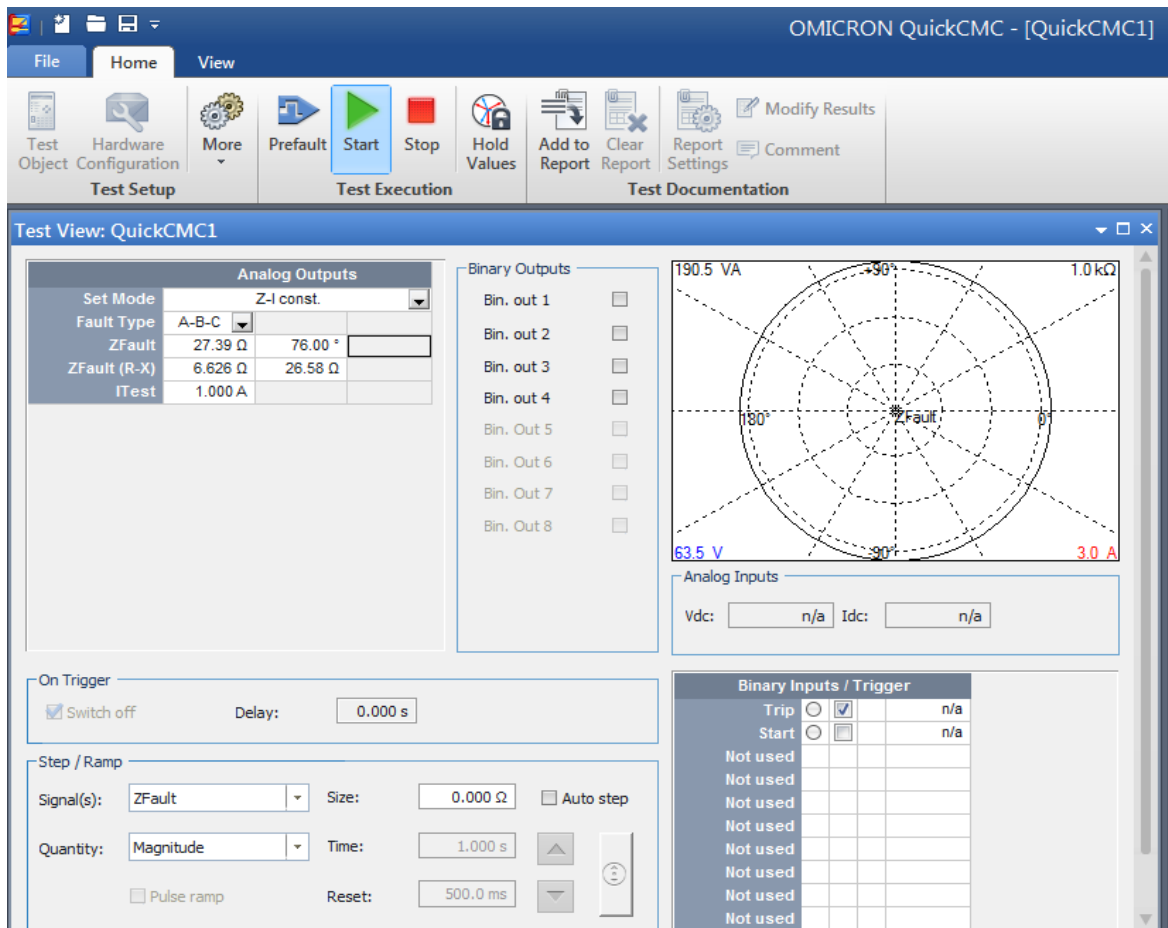 OMICRON QuickCMC - [QuickCMC1]
File Home View
Test Object
Hardware Configuration
More
Prefault
Start
Stop
Hold Values
Add to Report
Clear Report
Report Settings
Modify Results
Comment
Test Setup
Test Execution
Test Documentation
Test View: QuickCMC1
Analog Outputs
Set Mode Z-I const.
Fault Type A-B-C
ZFault 27.39 Ω 76.00 °
ZFault (R-X) 6.626 Ω 26.58 Ω
ITest 1.000 A
Binary Outputs
Bin. out 1
Bin. out 2
Bin. out 3
Bin. out 4
Bin. Out 5
Bin. Out 6
Bin. Out 7
Bin. Out 8
190.5 VA +90° 1.0 kΩ
180° ZFault 0°
63.5 V -90° 3.0 A
Analog Inputs
Vdc: n/a Idc: n/a
On Trigger
Switch off Delay: 0.000 s
Step / Ramp
Signal(s): ZFault Size: 0.000 Ω Auto step
Quantity: Magnitude Time: 1.000 s
Pulse ramp Reset: 500.0 ms
Binary Inputs / Trigger
Trip n/a
Start n/a
Not used
Not used
Not used
Not used
Not used
Not used
Not used
Not used